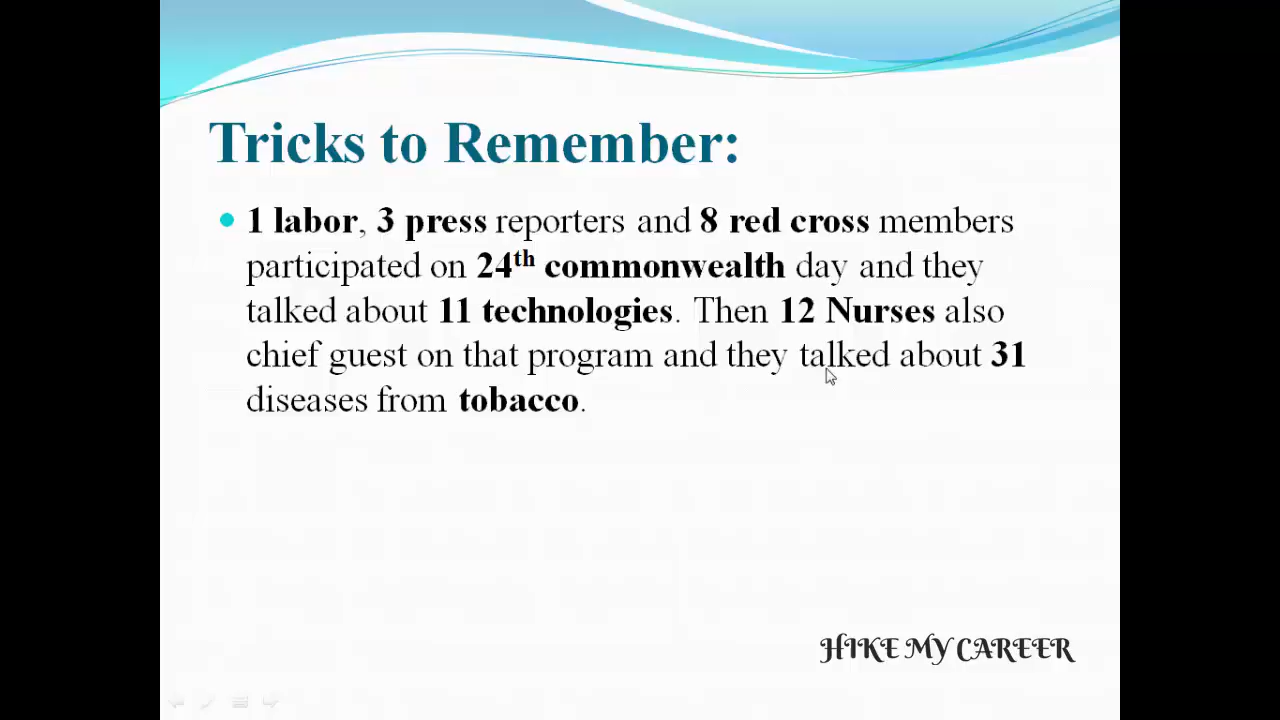 Tricks to Remember:
1 labor, 3 press reporters and 8 red cross members
participated on 24th commonwealth day and they
talked about 11 technologies. Then 12 Nurses also
chief guest on that program and they talked about 31
diseases from tobacco.
HIKE MY CAREER